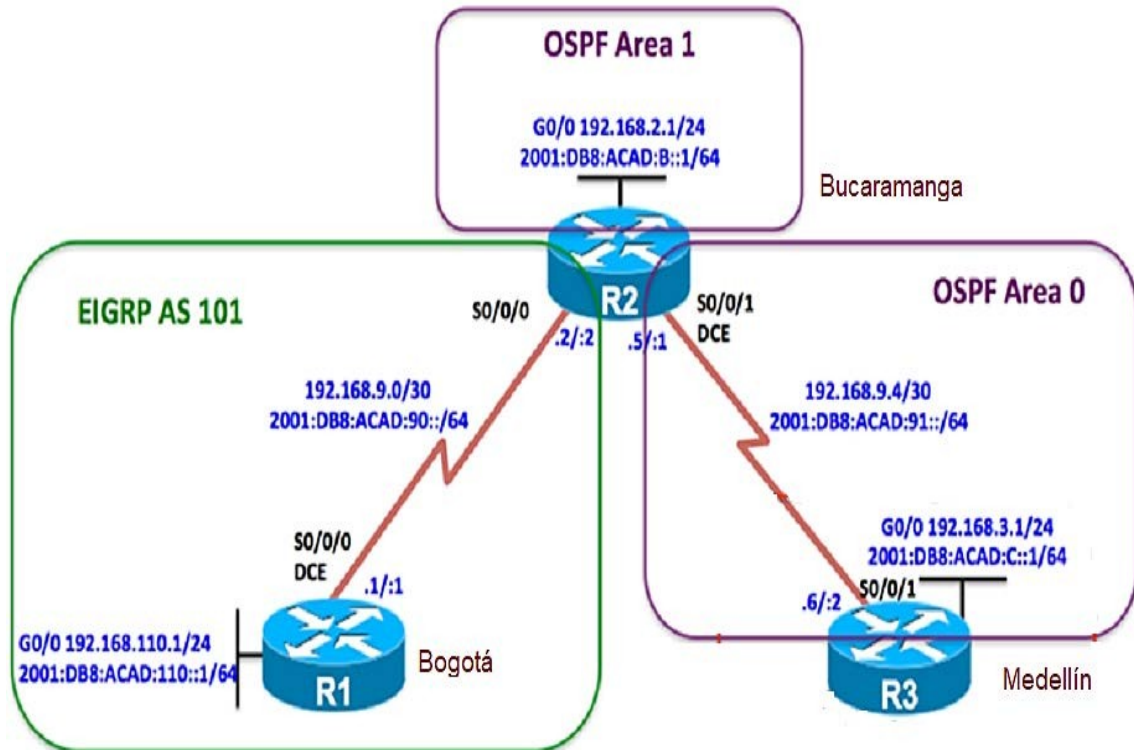 OSPF Area 1
G0/0 192.168.2.1/24
2001:DB8:ACAD:B::1/64
Bucaramanga
R2
EIGRP AS 101
OSPF Area 0
S0/0/0
S0/0/1
DCE
.2/:2
.5/:1
192.168.9.0/30
2001:DB8:ACAD:90::/64
192.168.9.4/30
2001:DB8:ACAD:91::/64
S0/0/0
DCE
.1/:1
G0/0 192.168.3.1/24
2001:DB8:ACAD:C::1/64
.6/:2
S0/0/1
G0/0 192.168.110.1/24
2001:DB8:ACAD:110::1/64
R1
Bogotá
R3
Medellín